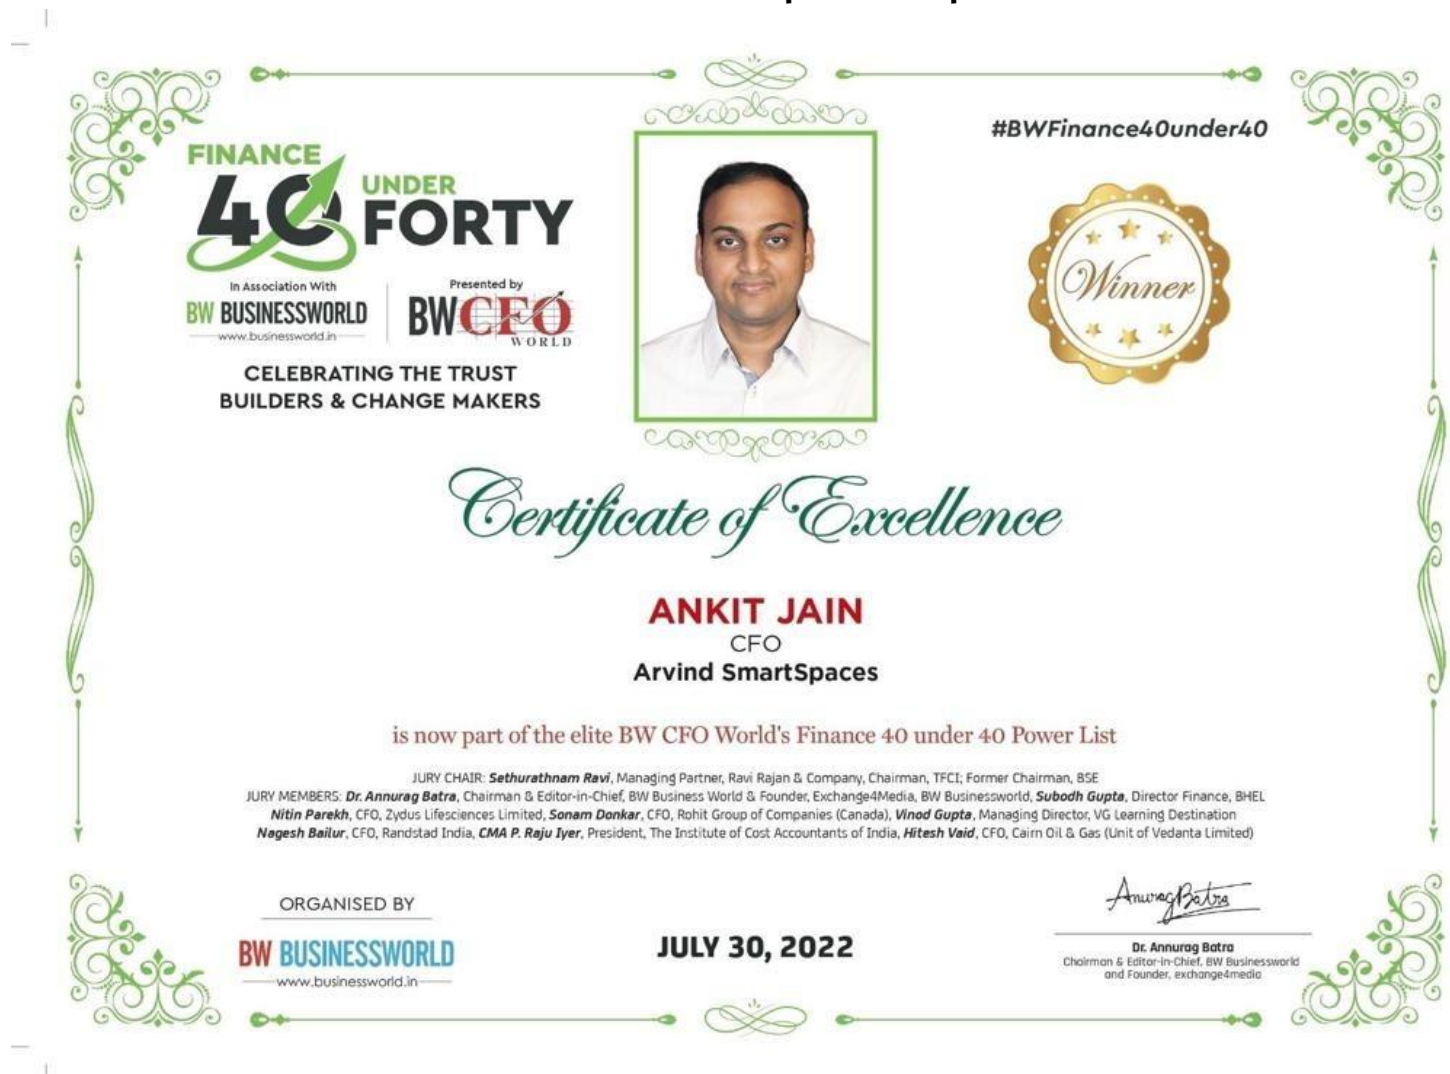 #BWFinance40under40
FINANCE
40 UNDER
FORTY
In Association With
BW BUSINESSWORLD
www.businessworld.in
Presented by
BWCFO
WORLD
CELEBRATING THE TRUST
BUILDERS & CHANGE MAKERS
Winner
Certificate of Excellence
ANKIT JAIN
CFO
Arvind SmartSpaces
is now part of the elite BW CFO World's Finance 40 under 40 Power List
JURY CHAIR: Sethurathnam Ravi, Managing Partner, Ravi Rajan & Company, Chairman, TFCI; Former Chairman, BSE
JURY MEMBERS: Dr. Annurag Batra, Chairman & Editor-in-Chief, BW Business World & Founder, Exchange4Media, BW Businessworld, Subodh Gupta, Director Finance, BHEL
Nitin Parekh, CFO, Zydus Lifesciences Limited, Sonam Donkar, CFO, Rohit Group of Companies (Canada), Vinod Gupta, Managing Director, VG Learning Destination
Nagesh Bailur, CFO, Randstad India, CMA P. Raju Iyer, President, The Institute of Cost Accountants of India, Hitesh Vaid, CFO, Cairn Oil & Gas (Unit of Vedanta Limited)
ORGANISED BY
BW BUSINESSWORLD
www.businessworld.in
JULY 30, 2022
Anurag Batra
Dr. Annurag Batra
Chairman & Editor-in-Chief, BW Businessworld
and Founder, exchange4media